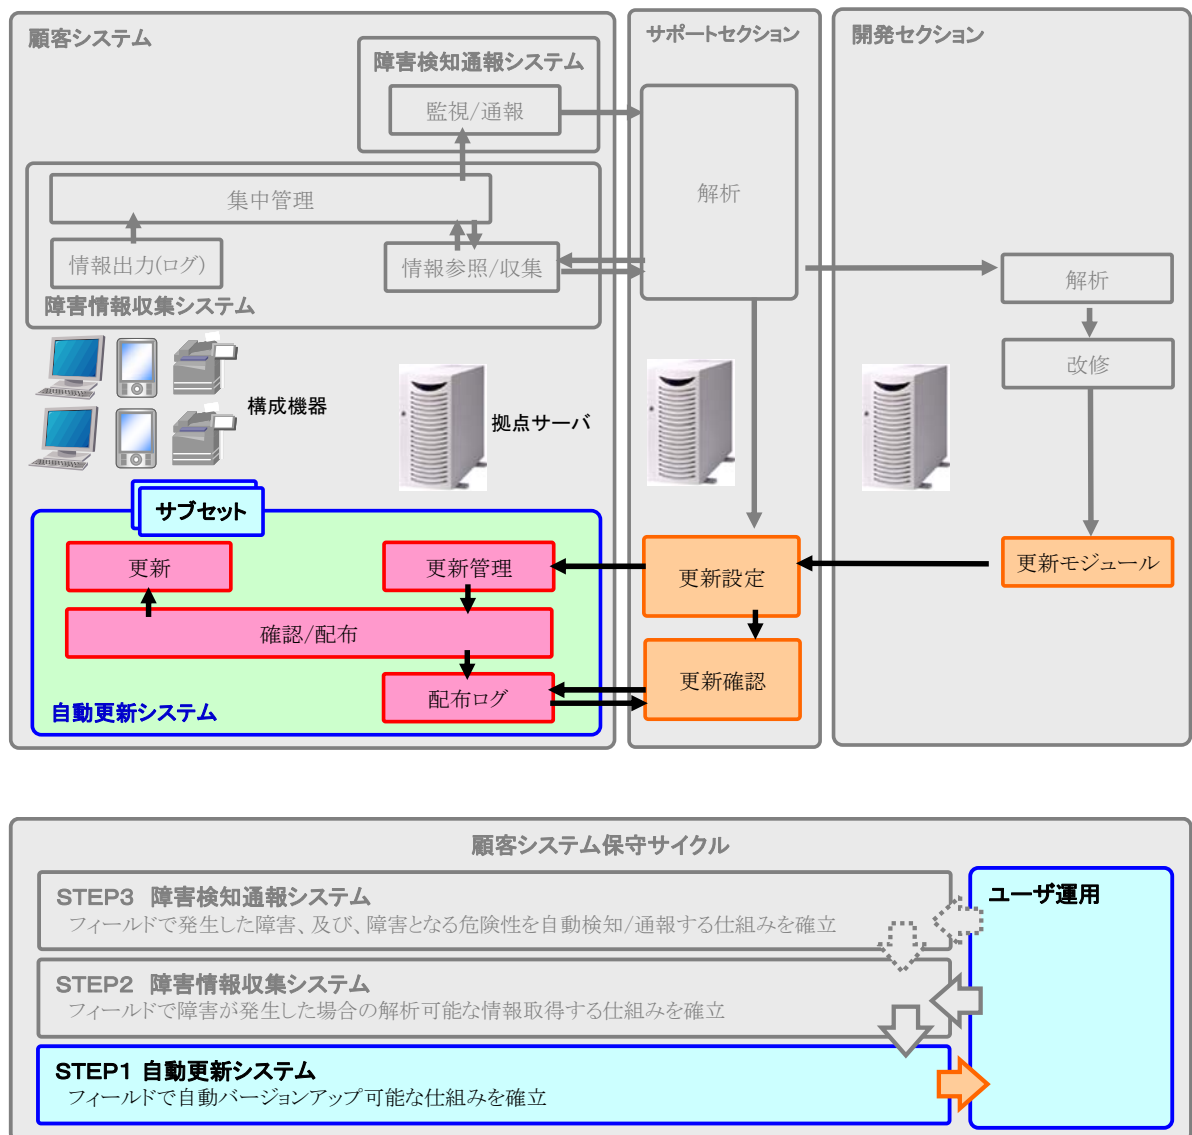 顧客システム
障害検知通報システム
監視/通報
集中管理
情報出力(ログ)
情報参照/収集
障害情報収集システム
構成機器
拠点サーバ
サブセット
更新
更新管理
確認/配布
配布ログ
自動更新システム
サポートセクション
解析
更新設定
更新確認
開発セクション
解析
改修
更新モジュール
顧客システム保守サイクル
STEP3 障害検知通報システム
フィールドで発生した障害、及び、障害となる危険性を自動検知/通報する仕組みを確立
STEP2 障害情報収集システム
フィールドで障害が発生した場合の解析可能な情報取得する仕組みを確立
STEP1 自動更新システム
フィールドで自動バージョンアップ可能な仕組みを確立
ユーザ運用